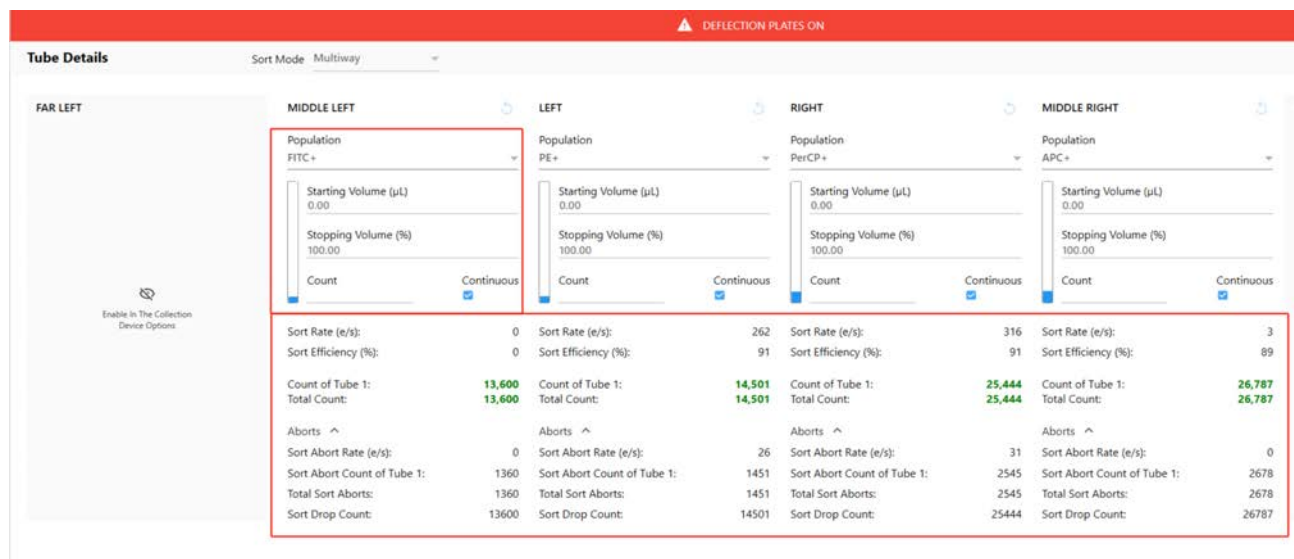 DEFLECTION PLATES ON
Tube Details
Sort Mode Multiway
FAR LEFT
Enable In The Collection
Device Options
MIDDLE LEFT
Population
FITC+
Starting Volume (µL)
0.00
Stopping Volume (%)
100.00
Count Continuous
Sort Rate (e/s): 0
Sort Efficiency (%): 0
Count of Tube 1: 13,600
Total Count: 13,600
Aborts
Sort Abort Rate (e/s): 0
Sort Abort Count of Tube 1: 1360
Total Sort Aborts: 1360
Sort Drop Count: 13600
LEFT
Population
PE+
Starting Volume (µL)
0.00
Stopping Volume (%)
100.00
Count Continuous
Sort Rate (e/s): 262
Sort Efficiency (%): 91
Count of Tube 1: 14,501
Total Count: 14,501
Aborts
Sort Abort Rate (e/s): 26
Sort Abort Count of Tube 1: 1451
Total Sort Aborts: 1451
Sort Drop Count: 14501
RIGHT
Population
PerCP+
Starting Volume (µL)
0.00
Stopping Volume (%)
100.00
Count Continuous
Sort Rate (e/s): 316
Sort Efficiency (%): 91
Count of Tube 1: 25,444
Total Count: 25,444
Aborts
Sort Abort Rate (e/s): 31
Sort Abort Count of Tube 1: 2545
Total Sort Aborts: 2545
Sort Drop Count: 25444
MIDDLE RIGHT
Population
APC+
Starting Volume (µL)
0.00
Stopping Volume (%)
100.00
Count Continuous
Sort Rate (e/s): 3
Sort Efficiency (%): 89
Count of Tube 1: 26,787
Total Count: 26,787
Aborts
Sort Abort Rate (e/s): 0
Sort Abort Count of Tube 1: 2678
Total Sort Aborts: 2678
Sort Drop Count: 26787